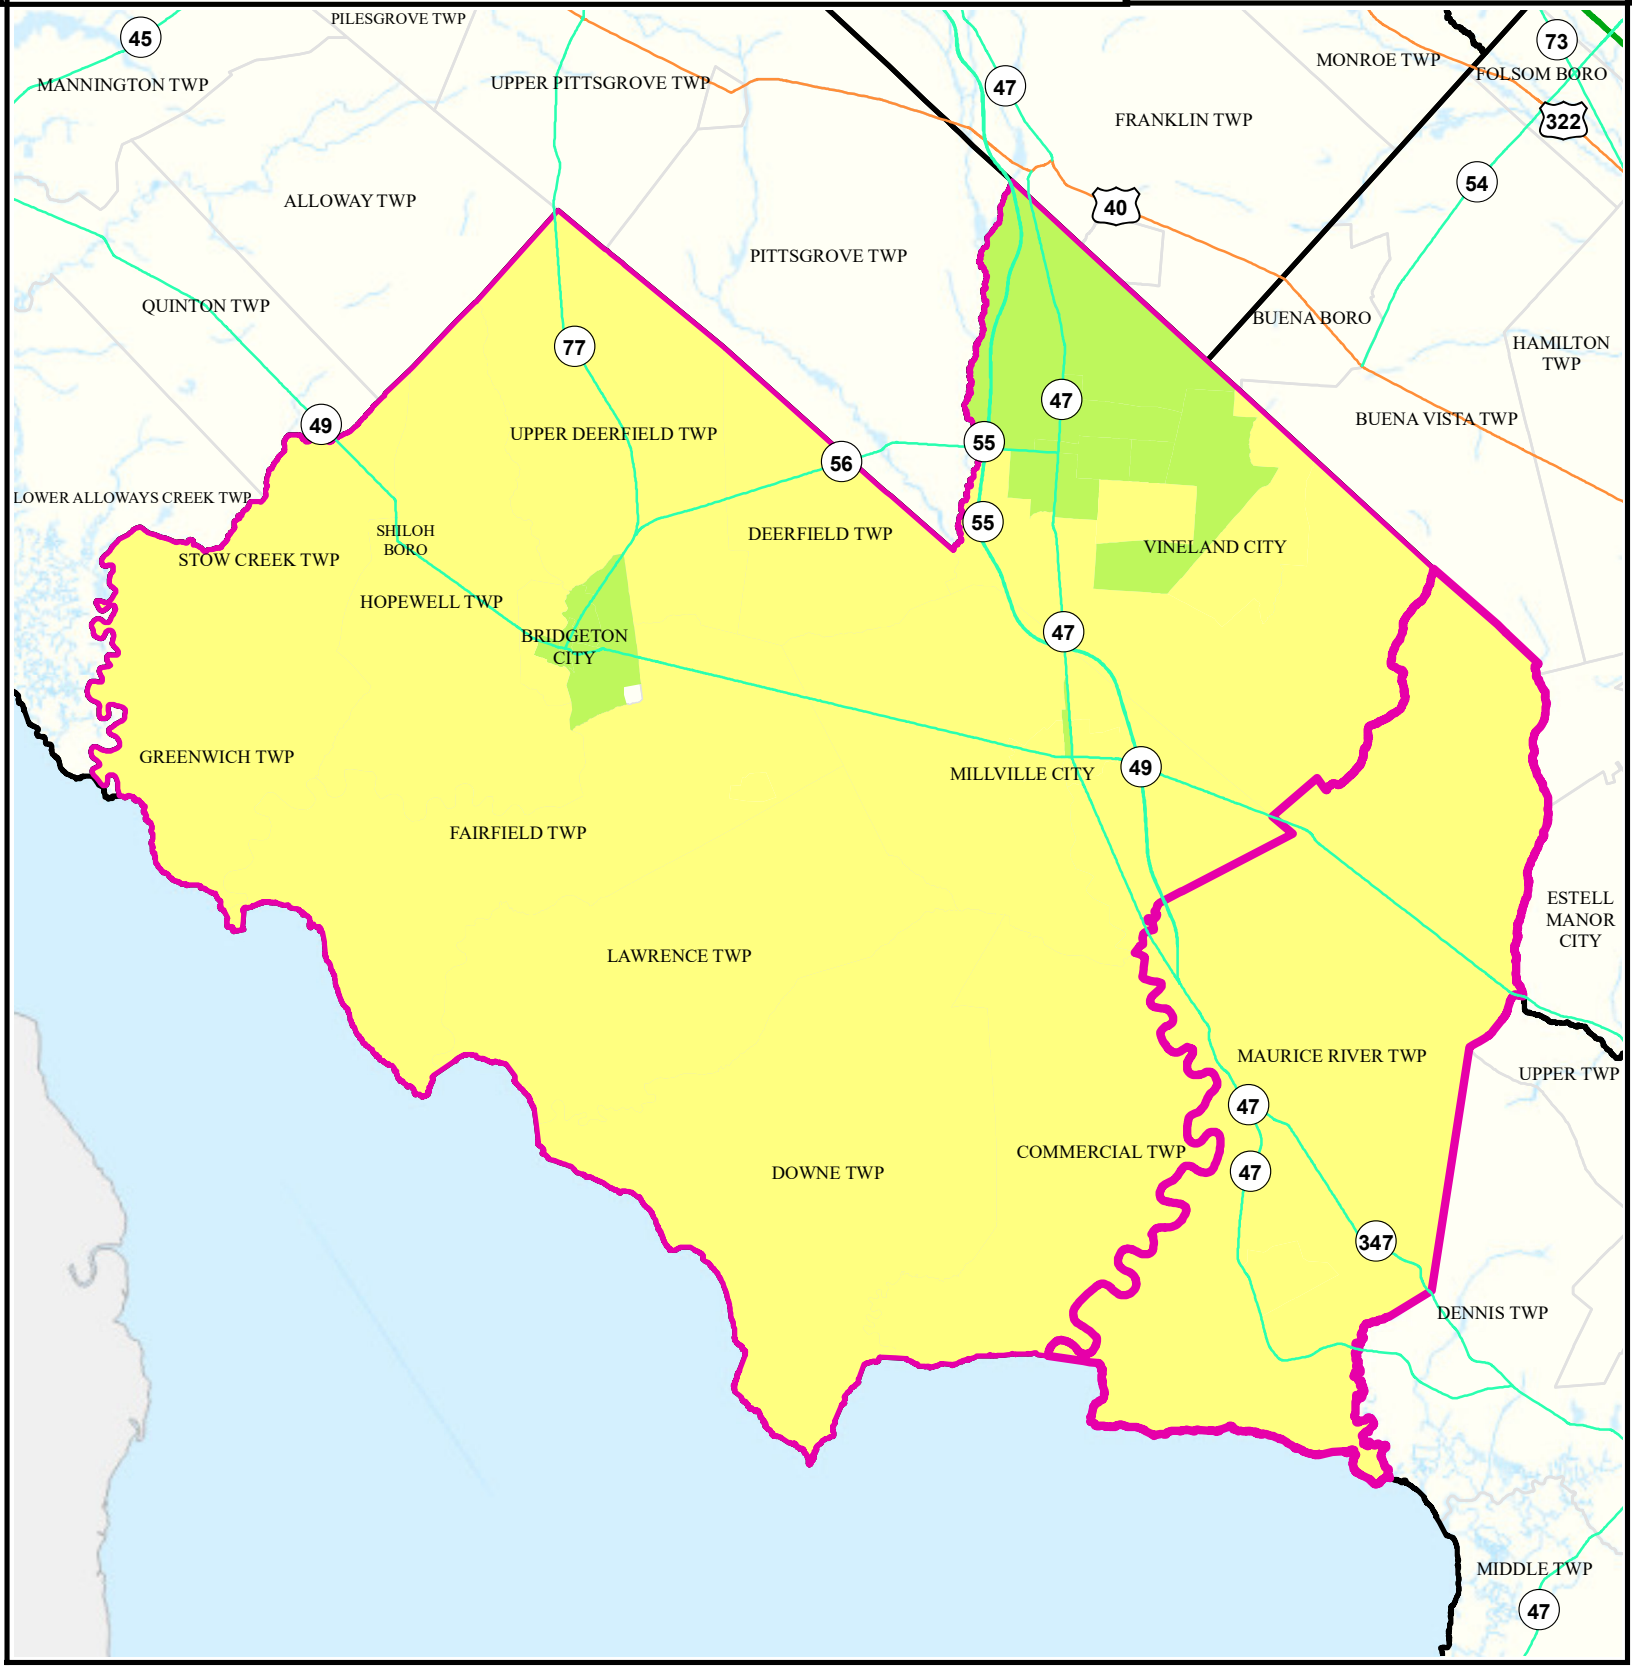 PILESGROVE TWP
45
MANNINGTON TWP
UPPER PITTSGROVE TWP
47
FRANKLIN TWP
MONROE TWP
73
FOLSOM BORO
322
54
ALLOWAY TWP
40
PITTSGROVE TWP
QUINTON TWP
BUENA BORO
77
HAMILTON
TWP
47
49
UPPER DEERFIELD TWP
BUENA VISTA TWP
55
56
LOWER ALLOWAYS CREEK TWP
55
SHILOH
BORO
DEERFIELD TWP
VINELAND CITY
STOW CREEK TWP
HOPEWELL TWP
BRIDGETON
CITY
47
GREENWICH TWP
MILLVILLE CITY
49
FAIRFIELD TWP
ESTELL
MANOR
CITY
LAWRENCE TWP
MAURICE RIVER TWP
UPPER TWP
47
COMMERCIAL TWP
DOWNE TWP
47
347
DENNIS TWP
MIDDLE TWP
47